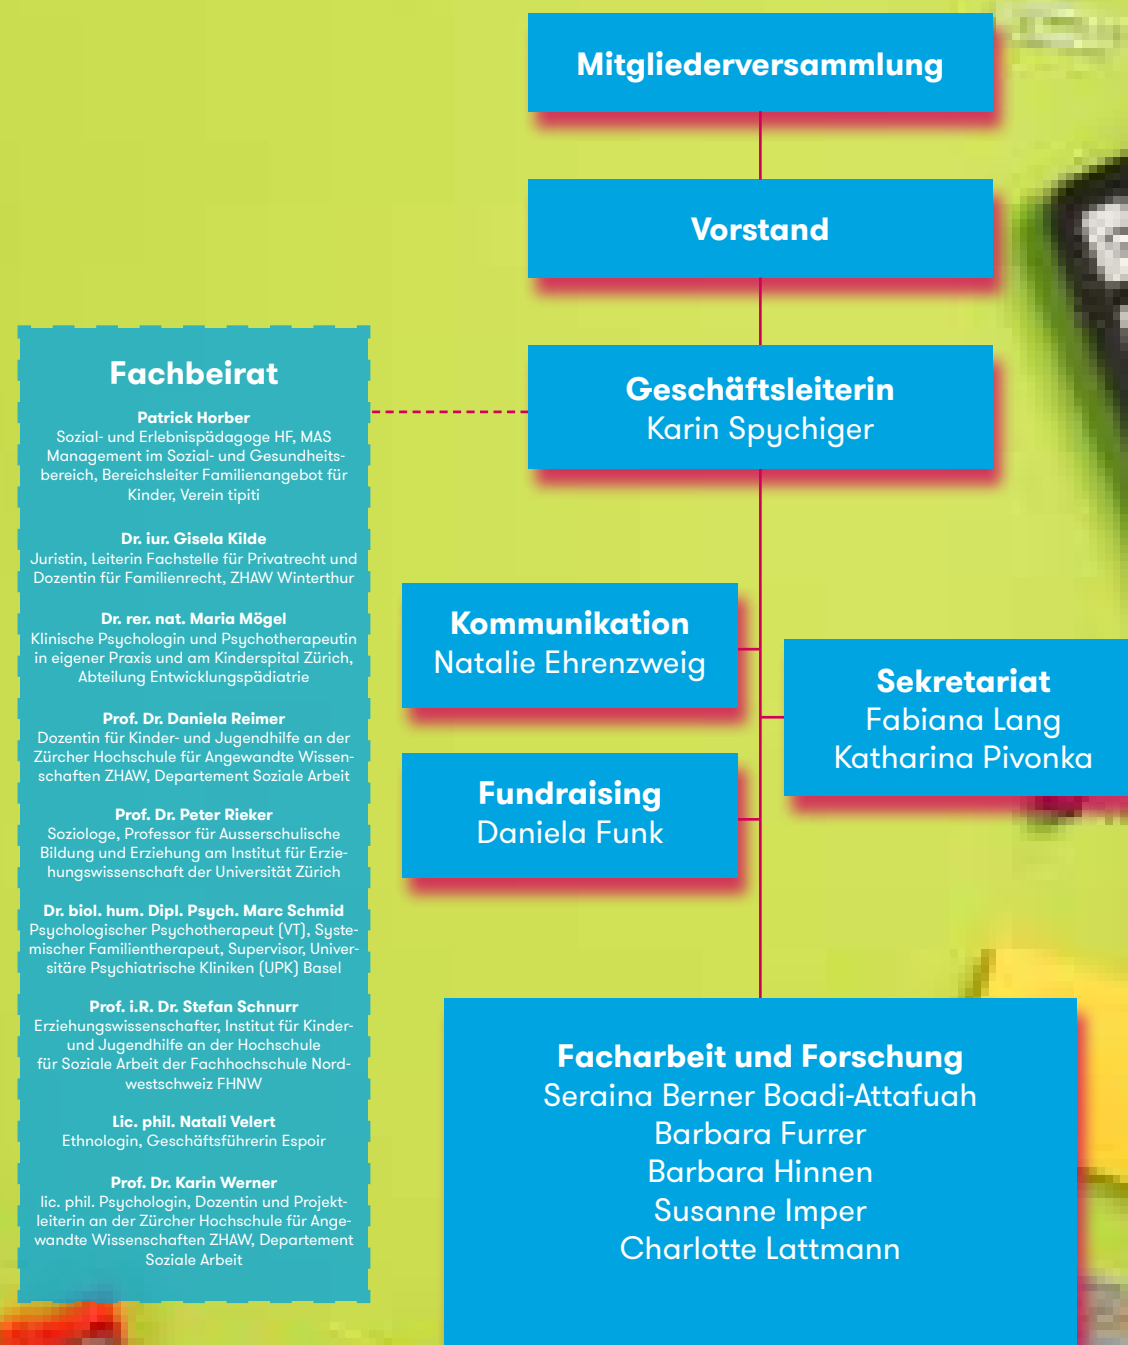 Mitgliederversammlung
Vorstand
Geschäftsleiterin
Karin Spychiger
Fachbeirat
Patrick Horber
Sozial- und Erlebnispädagoge HF, MAS
Management im Sozial- und Gesundheits-
bereich, Bereichsleiter Familienangebot für
Kinder, Verein tipiti
Dr. iur. Gisela Kilde
Juristin, Leiterin Fachstelle für Privatrecht und
Dozentin für Familienrecht, ZHAW Winterthur
Dr. rer. nat. Maria Mögel
Klinische Psychologin und Psychotherapeutin
in eigener Praxis und am Kinderspital Zürich,
Abteilung Entwicklungspädiatrie
Prof. Dr. Daniela Reimer
Dozentin für Kinder- und Jugendhilfe an der
Zürcher Hochschule für Angewandte Wissen-
schaften ZHAW, Departement Soziale Arbeit
Prof. Dr. Peter Rieker
Soziologe, Professor für Ausserschulische
Bildung und Erziehung am Institut für Erzie-
hungswissenschaft der Universität Zürich
Dr. biol. hum. Dipl. Psych. Marc Schmid
Psychologischer Psychotherapeut (VT), Syste-
mischer Familientherapeut, Supervisor, Univer-
sitäre Psychiatrische Kliniken (UPK) Basel
Prof. i.R. Dr. Stefan Schnurr
Erziehungswissenschafter, Institut für Kinder-
und Jugendhilfe an der Hochschule
für Soziale Arbeit der Fachhochschule Nord-
westschweiz FHNW
Lic. phil. Natali Velert
Ethnologin, Geschäftsführerin Espoir
Prof. Dr. Karin Werner
lic. phil. Psychologin, Dozentin und Projekt-
leiterin an der Zürcher Hochschule für Ange-
wandte Wissenschaften ZHAW, Departement
Soziale Arbeit
Kommunikation
Natalie Ehrenzweig
Sekretariat
Fabiana Lang
Katharina Pivonka
Fundraising
Daniela Funk
Facharbeit und Forschung
Seraina Berner Boadi-Attafuah
Barbara Furrer
Barbara Hinnen
Susanne Imper
Charlotte Lattmann